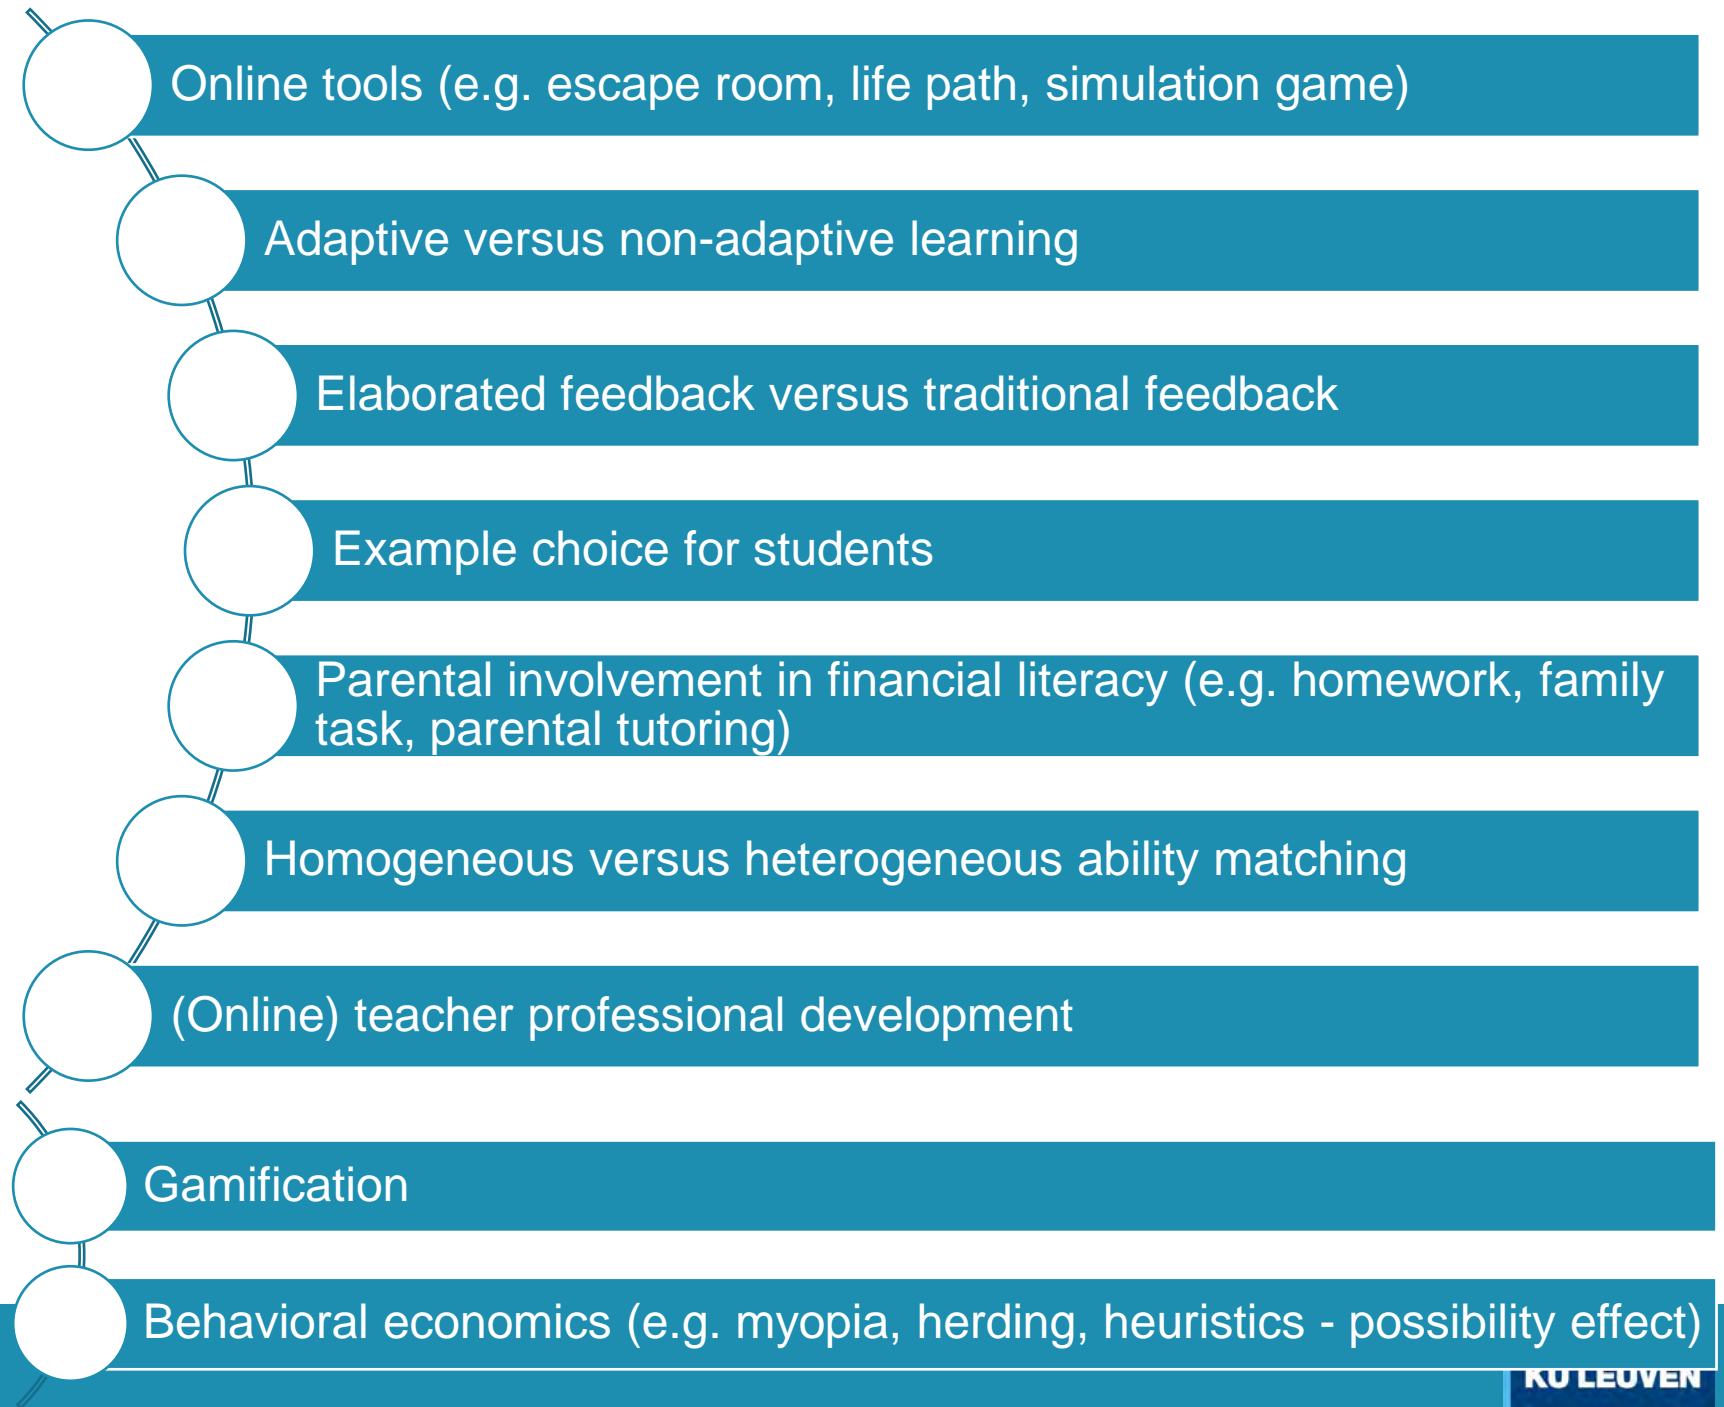 Online tools (e.g. escape room, life path, simulation game)
Adaptive versus non-adaptive learning
Elaborated feedback versus traditional feedback
Example choice for students
Parental involvement in financial literacy (e.g. homework, family
task, parental tutoring)
Homogeneous versus heterogeneous ability matching
(Online) teacher professional development
Gamification
Behavioral economics (e.g. myopia, herding, heuristics - possibility effect)
KU LEUVEN